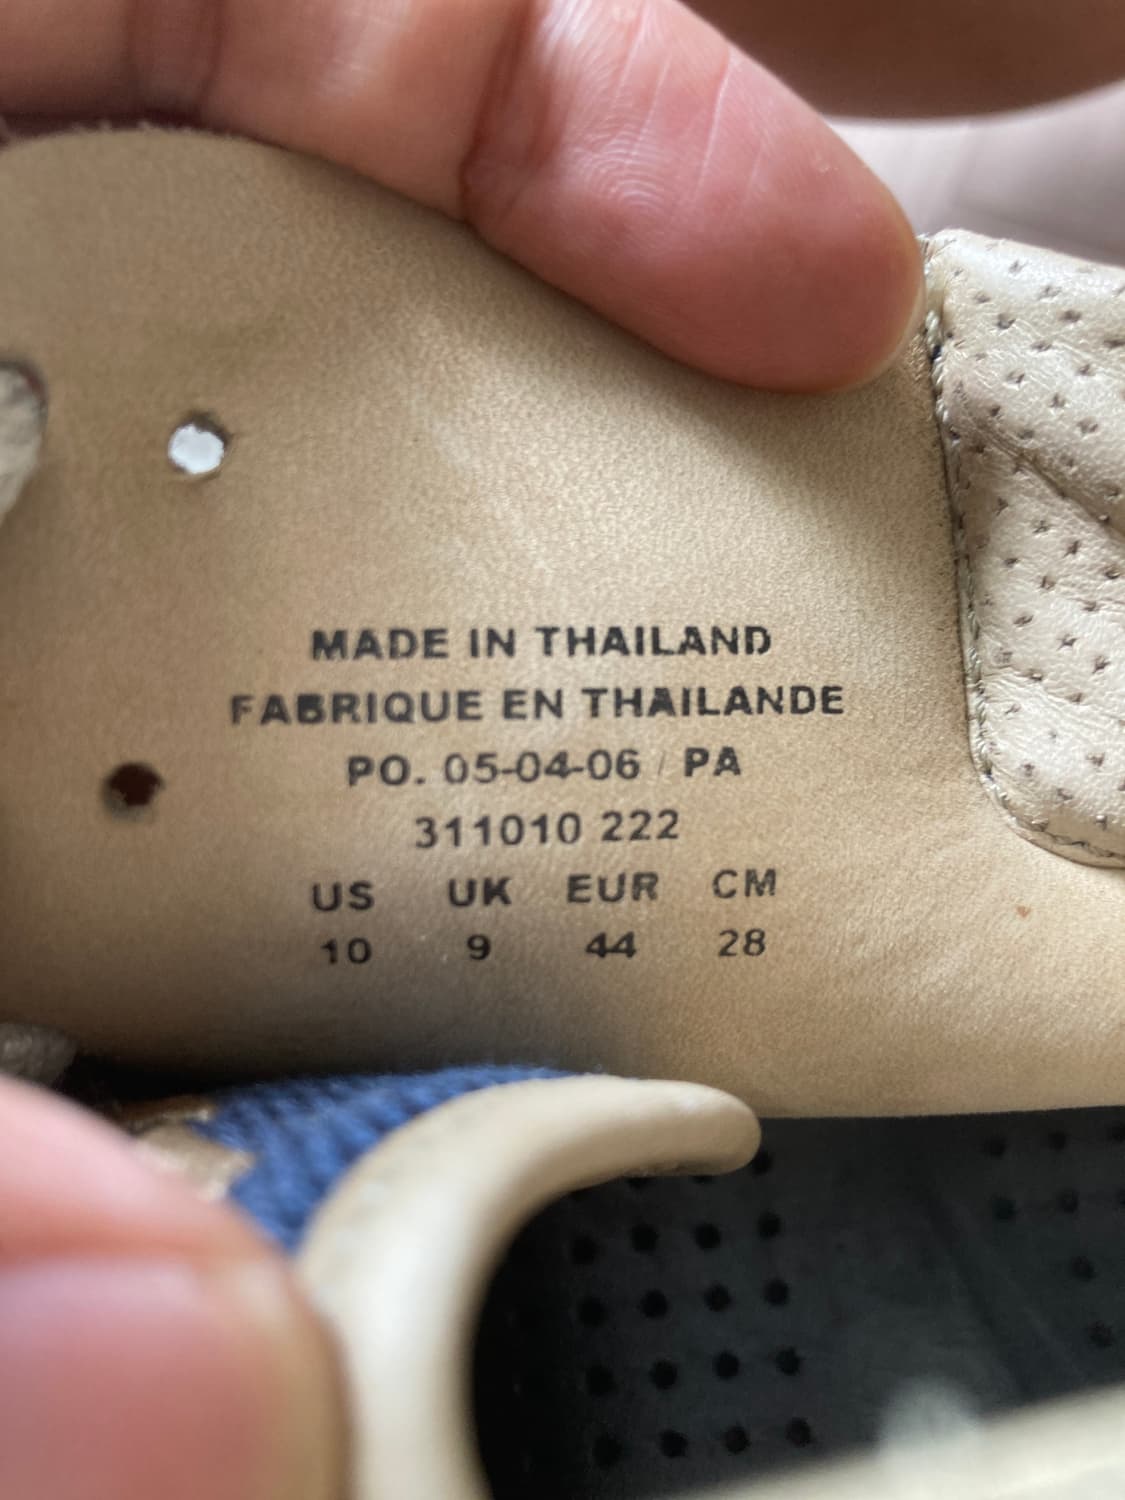 MADE IN THAILAND
FABRIQUE EN THAILANDE
PO. 05-04-06 / PA
311010 222
US UK EUR CM
10 9 44 28